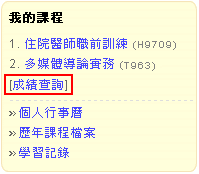 我的課程
1. 住院醫師職前訓練 (H9709)
2. 多媒體導論實務 (T963)
[成績查詢]
» 個人行事曆
» 歷年課程檔案
» 學習記錄